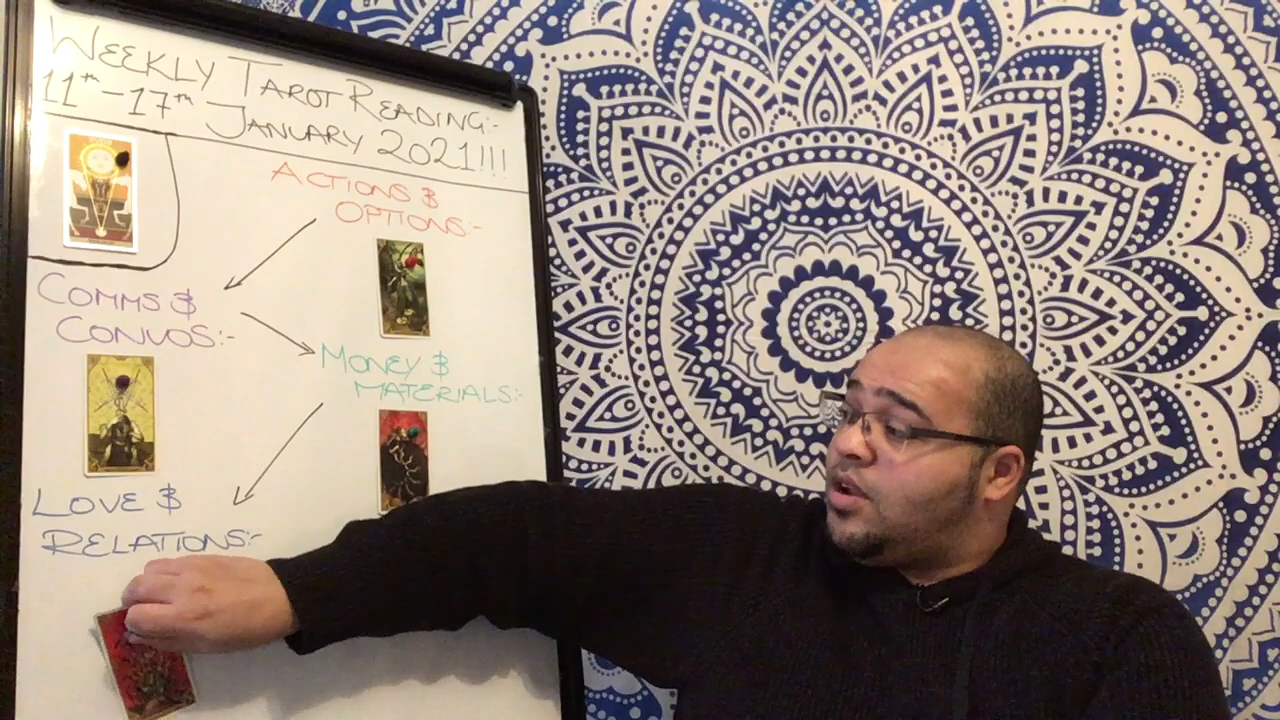 WEEKLY TAROT READING:-
11th-17th JANUARY 2021!!!
ACTIONS &
OPTIONS:-
COMMS &
CONVOS:-
MONEY &
MATERIALS:-
LOVE &
RELATIONS:-